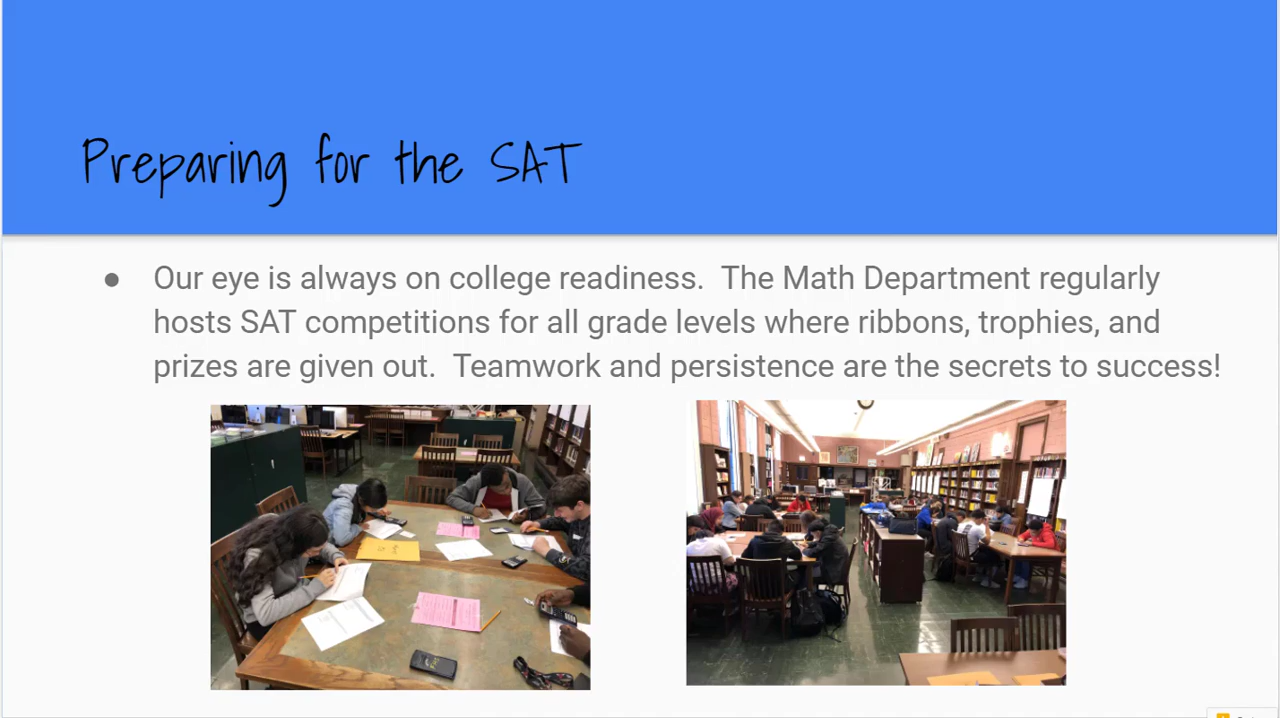 Preparing for the SAT
● Our eye is always on college readiness.  The Math Department regularly
hosts SAT competitions for all grade levels where ribbons, trophies, and
prizes are given out.  Teamwork and persistence are the secrets to success!